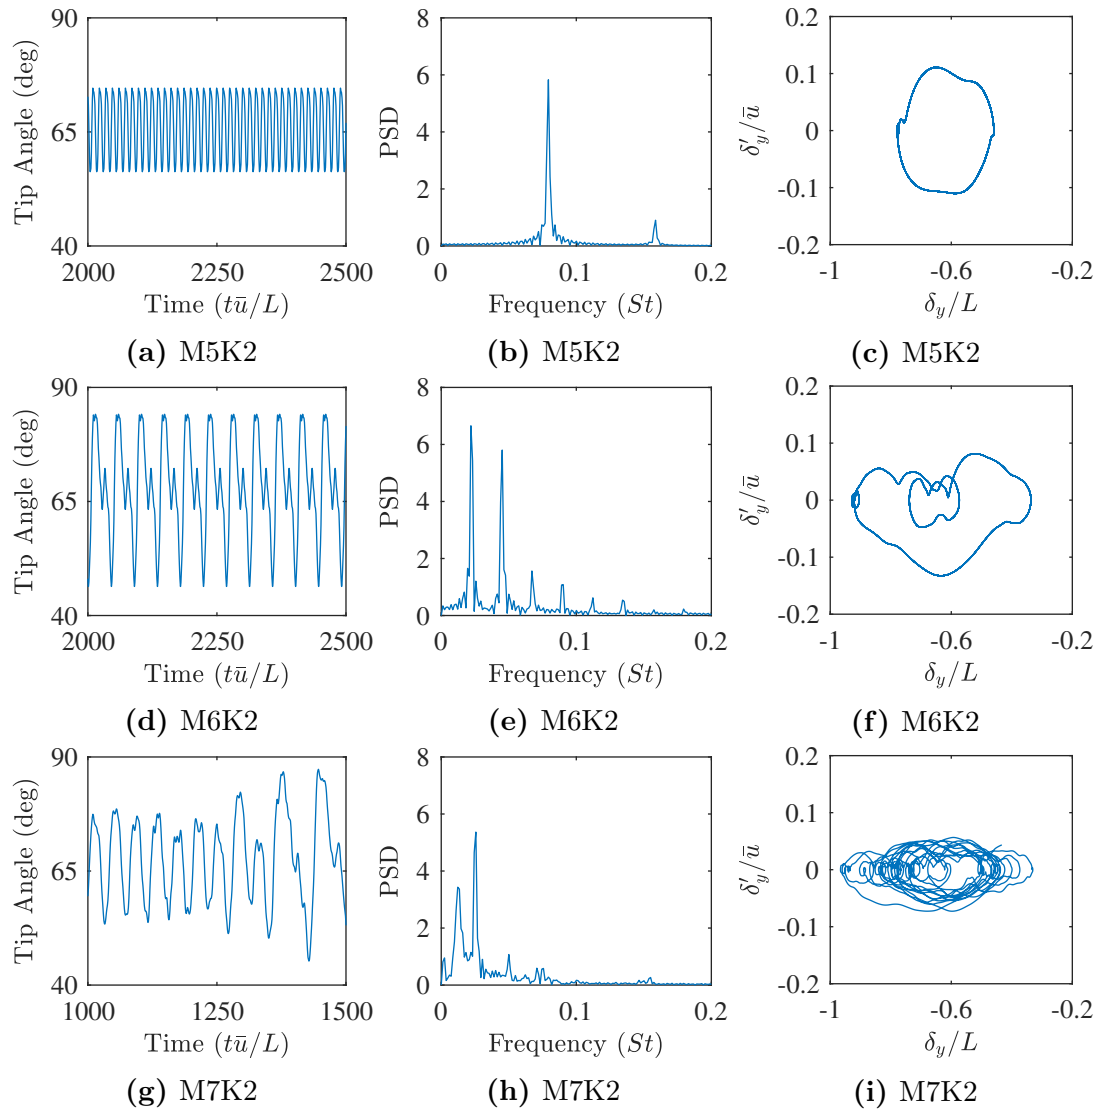 90
65
40
Tip Angle (deg)
2000 2250 2500
Time (tū/L)
(a) M5K2
8
6
4
2
0
PSD
0 0.1 0.2
Frequency (St)
(b) M5K2
0.2
0.1
0
-0.1
-0.2
δ′y/ū
-1 -0.6 -0.2
δy/L
(c) M5K2
90
65
40
Tip Angle (deg)
2000 2250 2500
Time (tū/L)
(d) M6K2
8
6
4
2
0
PSD
0 0.1 0.2
Frequency (St)
(e) M6K2
0.2
0.1
0
-0.1
-0.2
δ′y/ū
-1 -0.6 -0.2
δy/L
(f) M6K2
90
65
40
Tip Angle (deg)
1000 1250 1500
Time (tū/L)
(g) M7K2
8
6
4
2
0
PSD
0 0.1 0.2
Frequency (St)
(h) M7K2
0.2
0.1
0
-0.1
-0.2
δ′y/ū
-1 -0.6 -0.2
δy/L
(i) M7K2